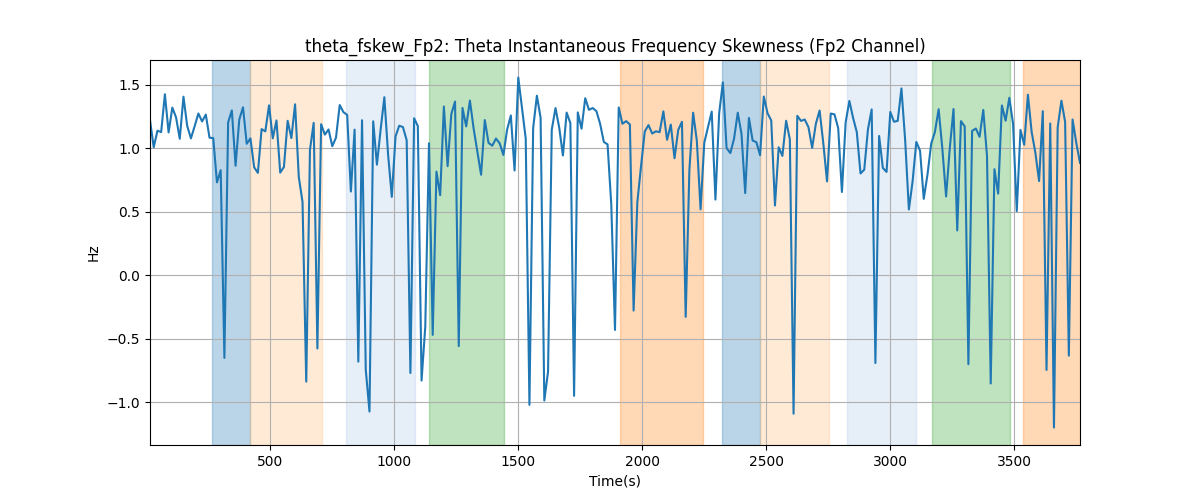 theta_fskew_Fp2: Theta Instantaneous Frequency Skewness (Fp2 Channel)
Hz
1.5
1.0
0.5
0.0
−0.5
−1.0
500 1000 1500 2000 2500 3000 3500
Time(s)